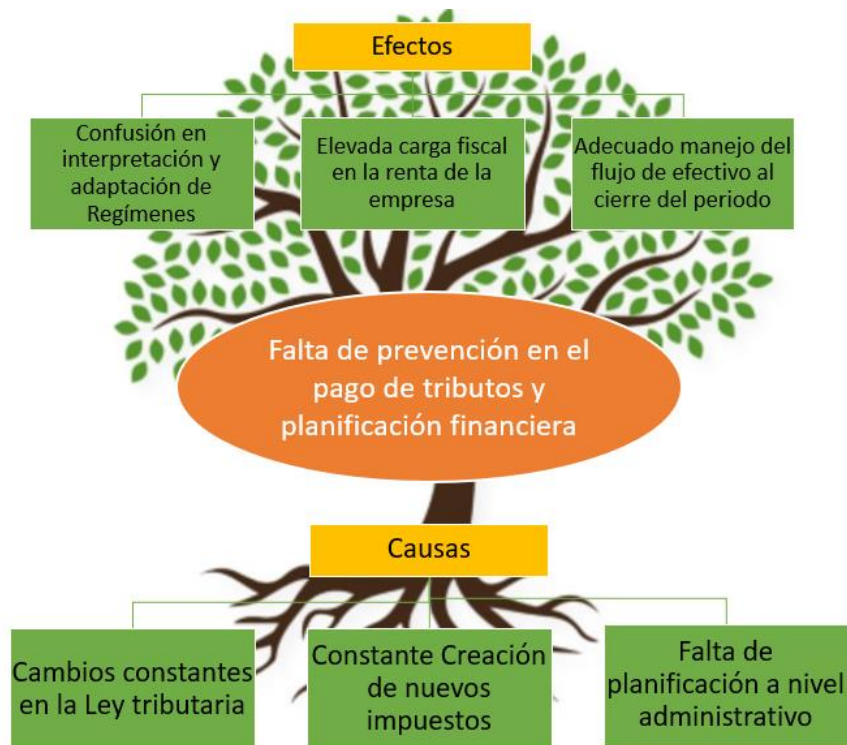 Efectos
Confusión en
interpretación y
adaptación de
Regímenes
Elevada carga fiscal
en la renta de la
empresa
Adecuado manejo del
flujo de efectivo al
cierre del periodo
Falta de prevención en el
pago de tributos y
planificación financiera
Causas
Cambios constantes
en la Ley tributaria
Constante Creación
de nuevos
impuestos
Falta de
planificación a nivel
administrativo